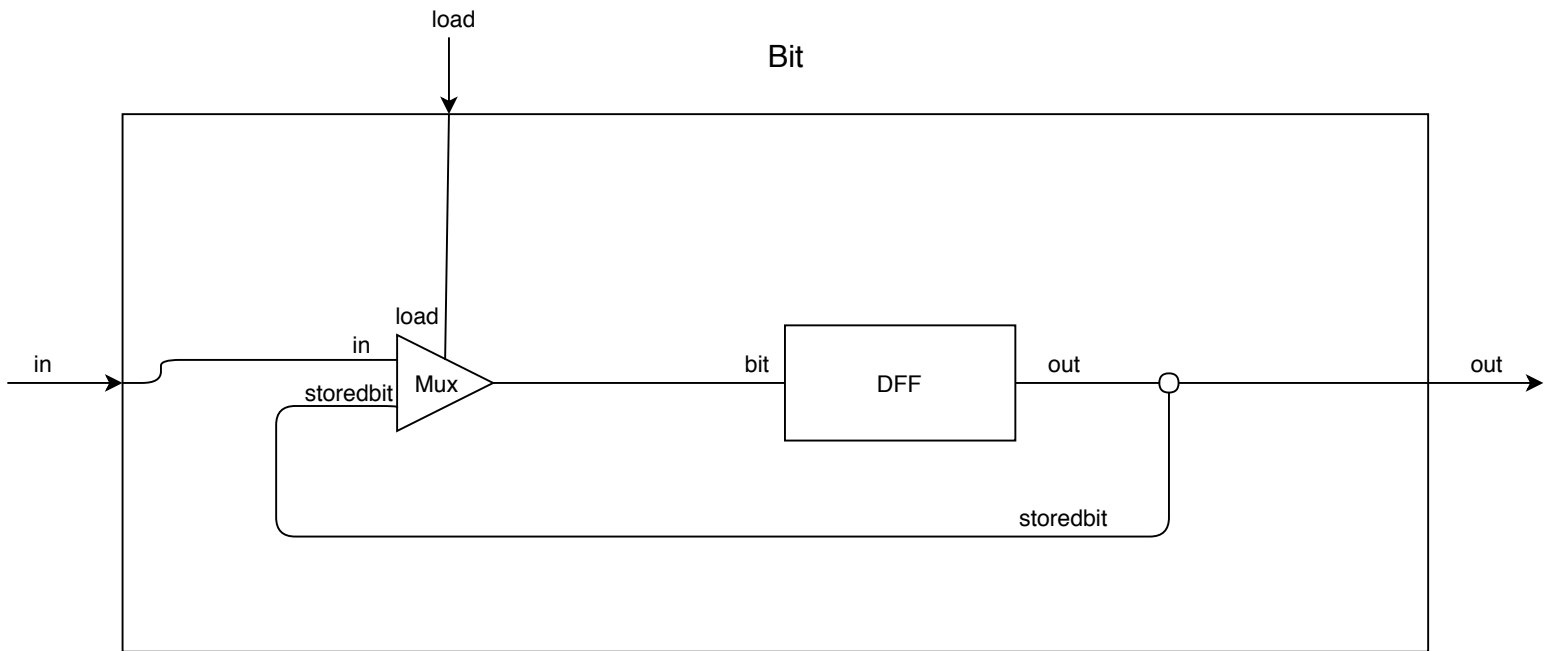 load
Bit
load
in
in
storedbit
Mux
bit
DFF
out
out
storedbit